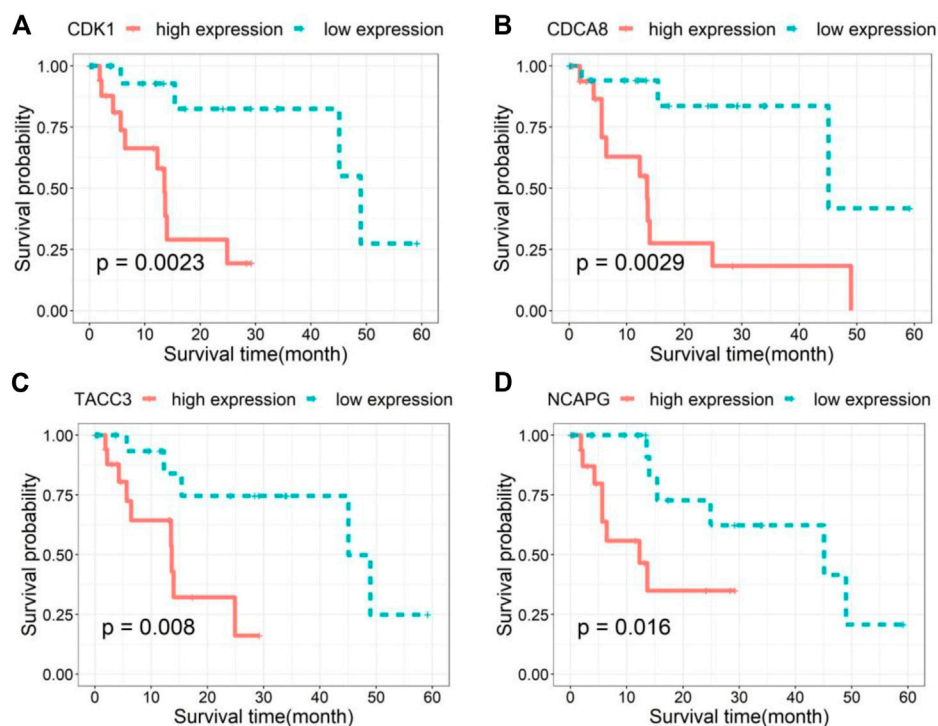 A
CDK1 high expression low expression
Survival probability
1.00
0.75
0.50
0.25
0.00
p = 0.0023
0 10 20 30 40 50 60
Survival time(month)
B
CDCA8 high expression low expression
Survival probability
1.00
0.75
0.50
0.25
0.00
p = 0.0029
0 10 20 30 40 50 60
Survival time(month)
C
TACC3 high expression low expression
Survival probability
1.00
0.75
0.50
0.25
0.00
p = 0.008
0 10 20 30 40 50 60
Survival time(month)
D
NCAPG high expression low expression
Survival probability
1.00
0.75
0.50
0.25
0.00
p = 0.016
0 10 20 30 40 50 60
Survival time(month)